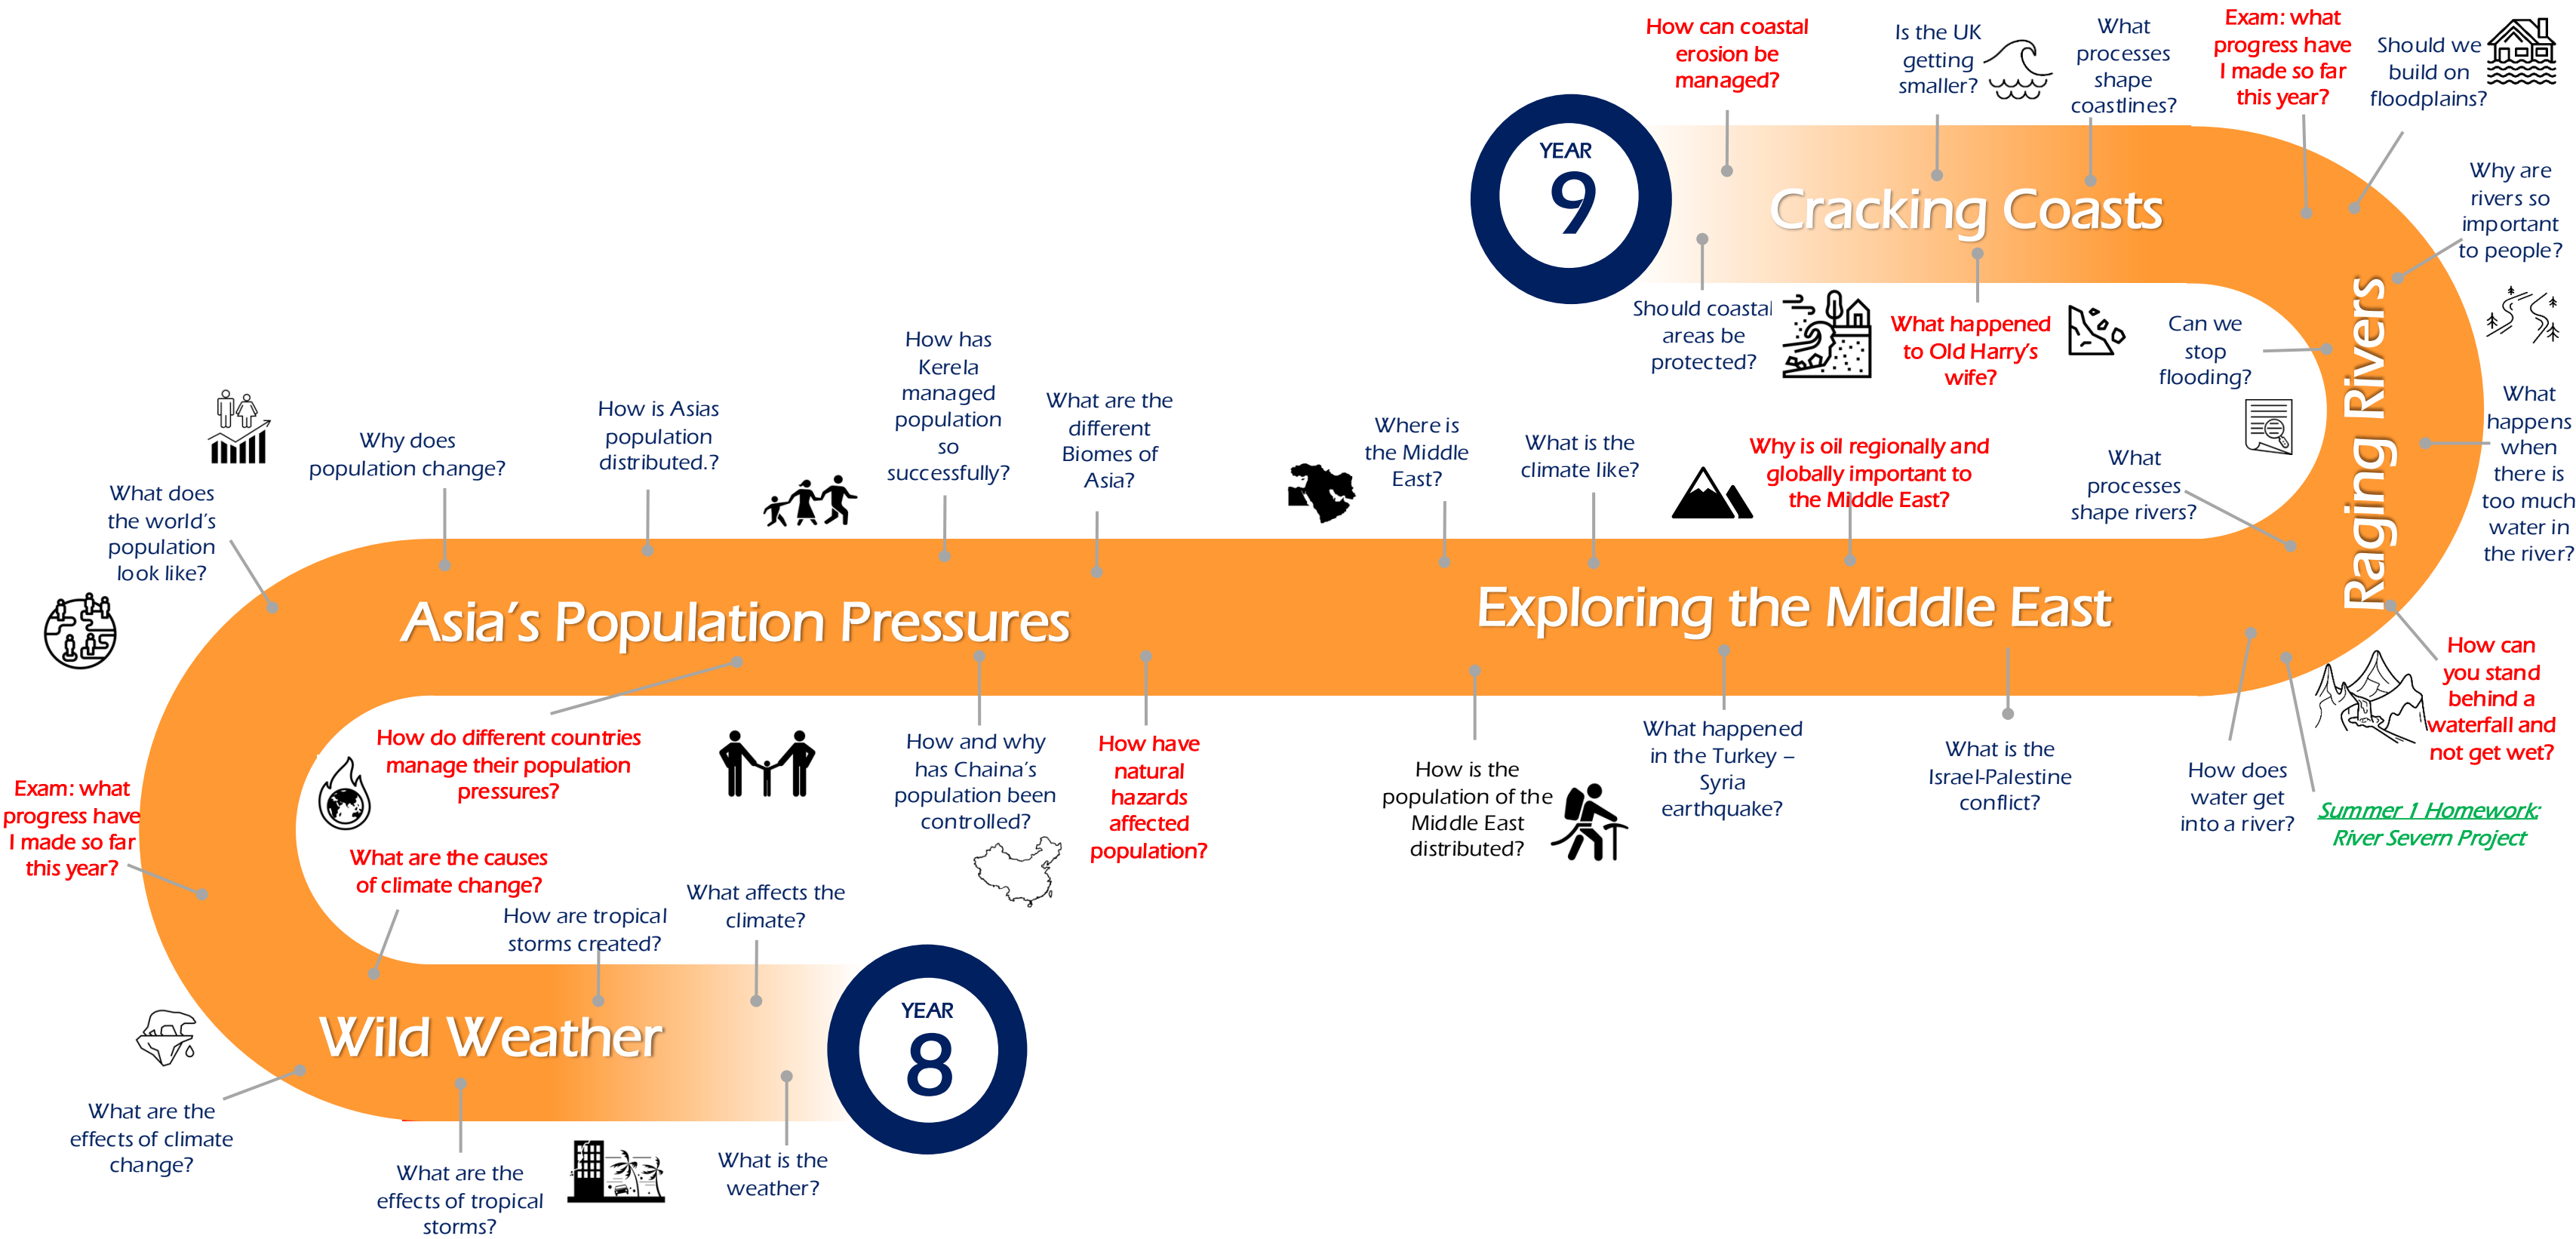 How can coastal
erosion be
managed?
Is the UK
getting
smaller?
What
processes
shape
coastlines?
Exam: what
progress have
I made so far
this year?
Should we
build on
floodplains?
YEAR
9
Cracking Coasts
Why are
rivers so
important
to people?
Should coastal
areas be
protected?
What happened
to Old Harry's
wife?
Can we
stop
flooding?
Raging Rivers
What
happens
when
there is
too much
water in
the river?
What
processes
shape rivers?
How can
you stand
behind a
waterfall and
not get wet?
How does
water get
into a river?
Summer 1 Homework:
River Severn Project
Where is
the Middle
East?
What is the
climate like?
Why is oil regionally and
globally important to
the Middle East?
Exploring the Middle East
How is the
population of the
Middle East
distributed?
What happened
in the Turkey –
Syria
earthquake?
What is the
Israel-Palestine
conflict?
What does
the world's
population
look like?
Why does
population change?
How is Asias
population
distributed.?
How has
Kerela
managed
population
so
successfully?
What are the
different
Biomes of
Asia?
Asia's Population Pressures
How do different countries
manage their population
pressures?
How and why
has Chaina's
population been
controlled?
How have
natural
hazards
affected
population?
Exam: what
progress have
I made so far
this year?
What are the causes
of climate change?
How are tropical
storms created?
What affects the
climate?
Wild Weather
YEAR
8
What are the
effects of climate
change?
What are the
effects of tropical
storms?
What is the
weather?